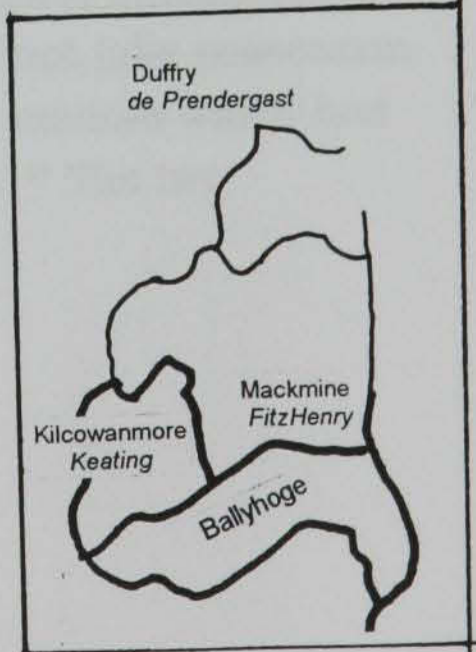 Duffry
de Prendergast
Mackmine
FitzHenry
Kilcowanmore
Keating
Ballyhoge